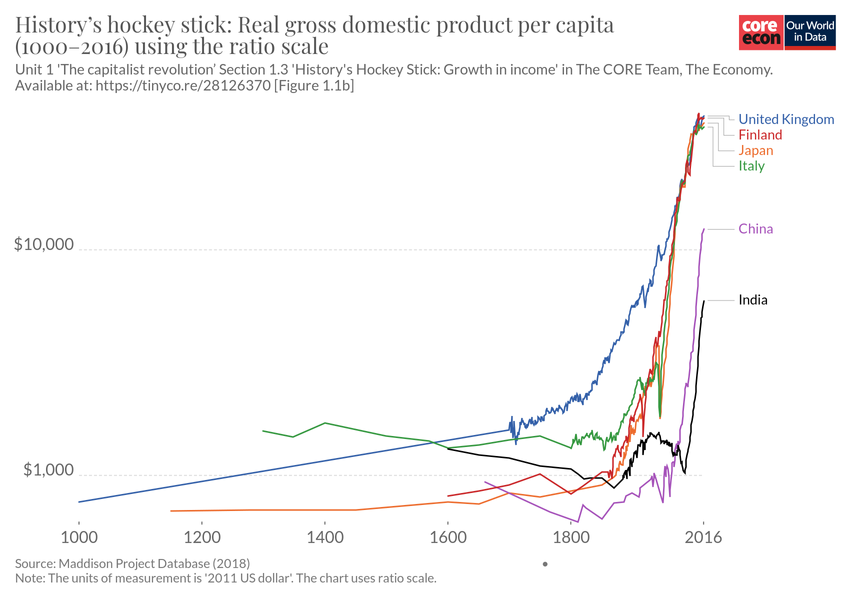 History's hockey stick: Real gross domestic product per capita
(1000–2016) using the ratio scale
core
econ
Our World
in Data
Unit 1 'The capitalist revolution' Section 1.3 'History's Hockey Stick: Growth in income' in The CORE Team, The Economy.
Available at: https://tinyco.re/28126370 [Figure 1.1b]
United Kingdom
Finland
Japan
Italy
China
$10,000
India
$1,000
1000
1200
1400
1600
1800
2016
Source: Maddison Project Database (2018)
Note: The units of measurement is '2011 US dollar'. The chart uses ratio scale.